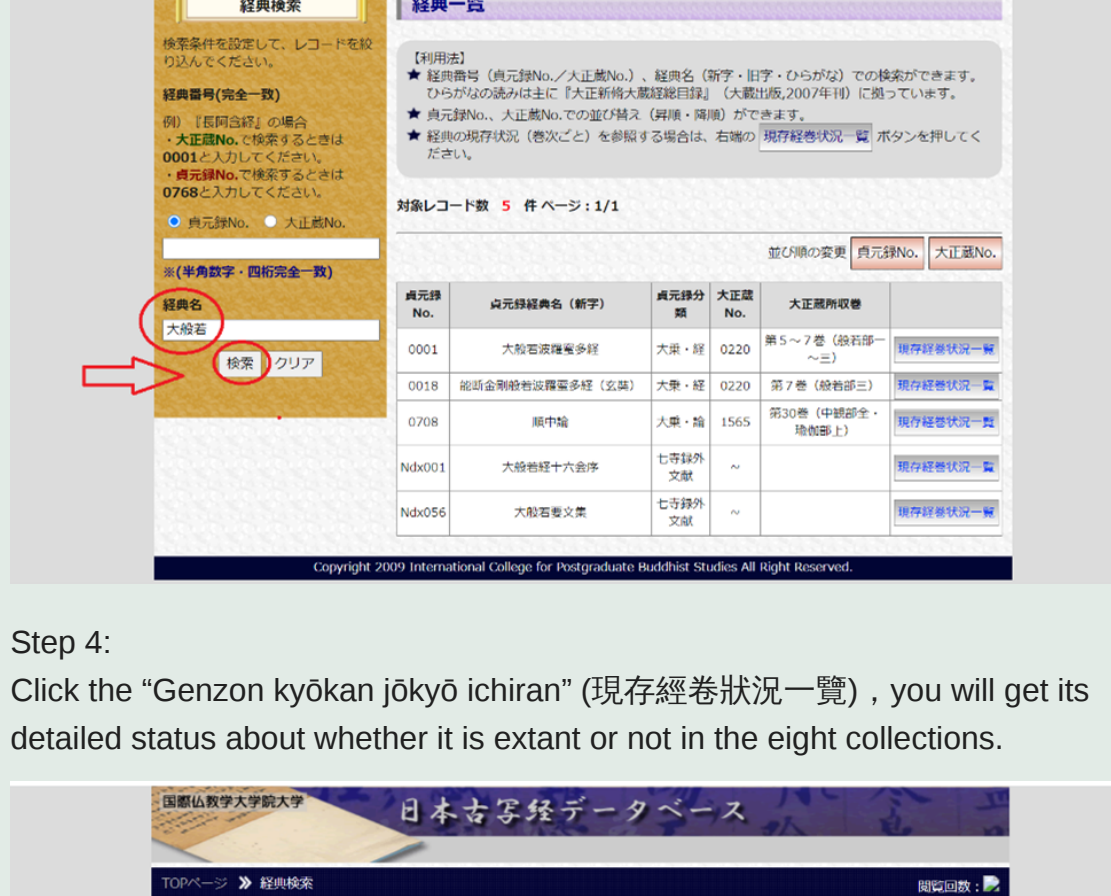 経典検索
経典一覧
検索条件を設定して、レコードを絞
り込んでください。
経典番号(完全一致)
例）『長阿含経』の場合
・大正蔵No.で検索するときは
0001と入力してください。
・貞元録No.で検索するときは
0768と入力してください。
貞元録No. 大正蔵No.
※(半角数字・四桁完全一致)
経典名
大般若
検索 クリア
【利用法】
★ 経典番号（貞元録No.／大正蔵No.）、経典名（新字・旧字・ひらがな）での検索ができます。
ひらがなの読みは主に『大正新脩大蔵経総目録』（大蔵出版,2007年刊）に拠っています。
★ 貞元録No.、大正蔵No.での並び替え（昇順・降順）ができます。
★ 経典の現存状況（巻次ごと）を参照する場合は、右端の 現存経巻状況一覧 ボタンを押してく
ださい。
対象レコード数 5 件 ページ：1/1
並び順の変更 貞元録No. 大正蔵No.
貞元録No. 貞元録経典名（新字） 貞元録分類 大正蔵No. 大正蔵所収巻
0001 大般若波羅蜜多経 大乗・経 0220 第５～７巻（般若部一～三） 現存経巻状況一覧
0018 能断金剛般若波羅蜜多経（玄奘） 大乗・経 0220 第７巻（般若部三） 現存経巻状況一覧
0708 順中論 大乗・論 1565 第30巻（中観部全・瑜伽部上） 現存経巻状況一覧
Ndx001 大般若経十六会序 七寺録外文献 ～ 現存経巻状況一覧
Ndx056 大般若要文集 七寺録外文献 ～ 現存経巻状況一覧
Copyright 2009 International College for Postgraduate Buddhist Studies All Right Reserved.
Step 4:
Click the “Genzon kyōkan jōkyō ichiran” (現存經卷狀況一覽)，you will get its
detailed status about whether it is extant or not in the eight collections.
国際仏教学大学院大学
日本古写経データベース
TOPページ » 経典検索
閲覧回数：